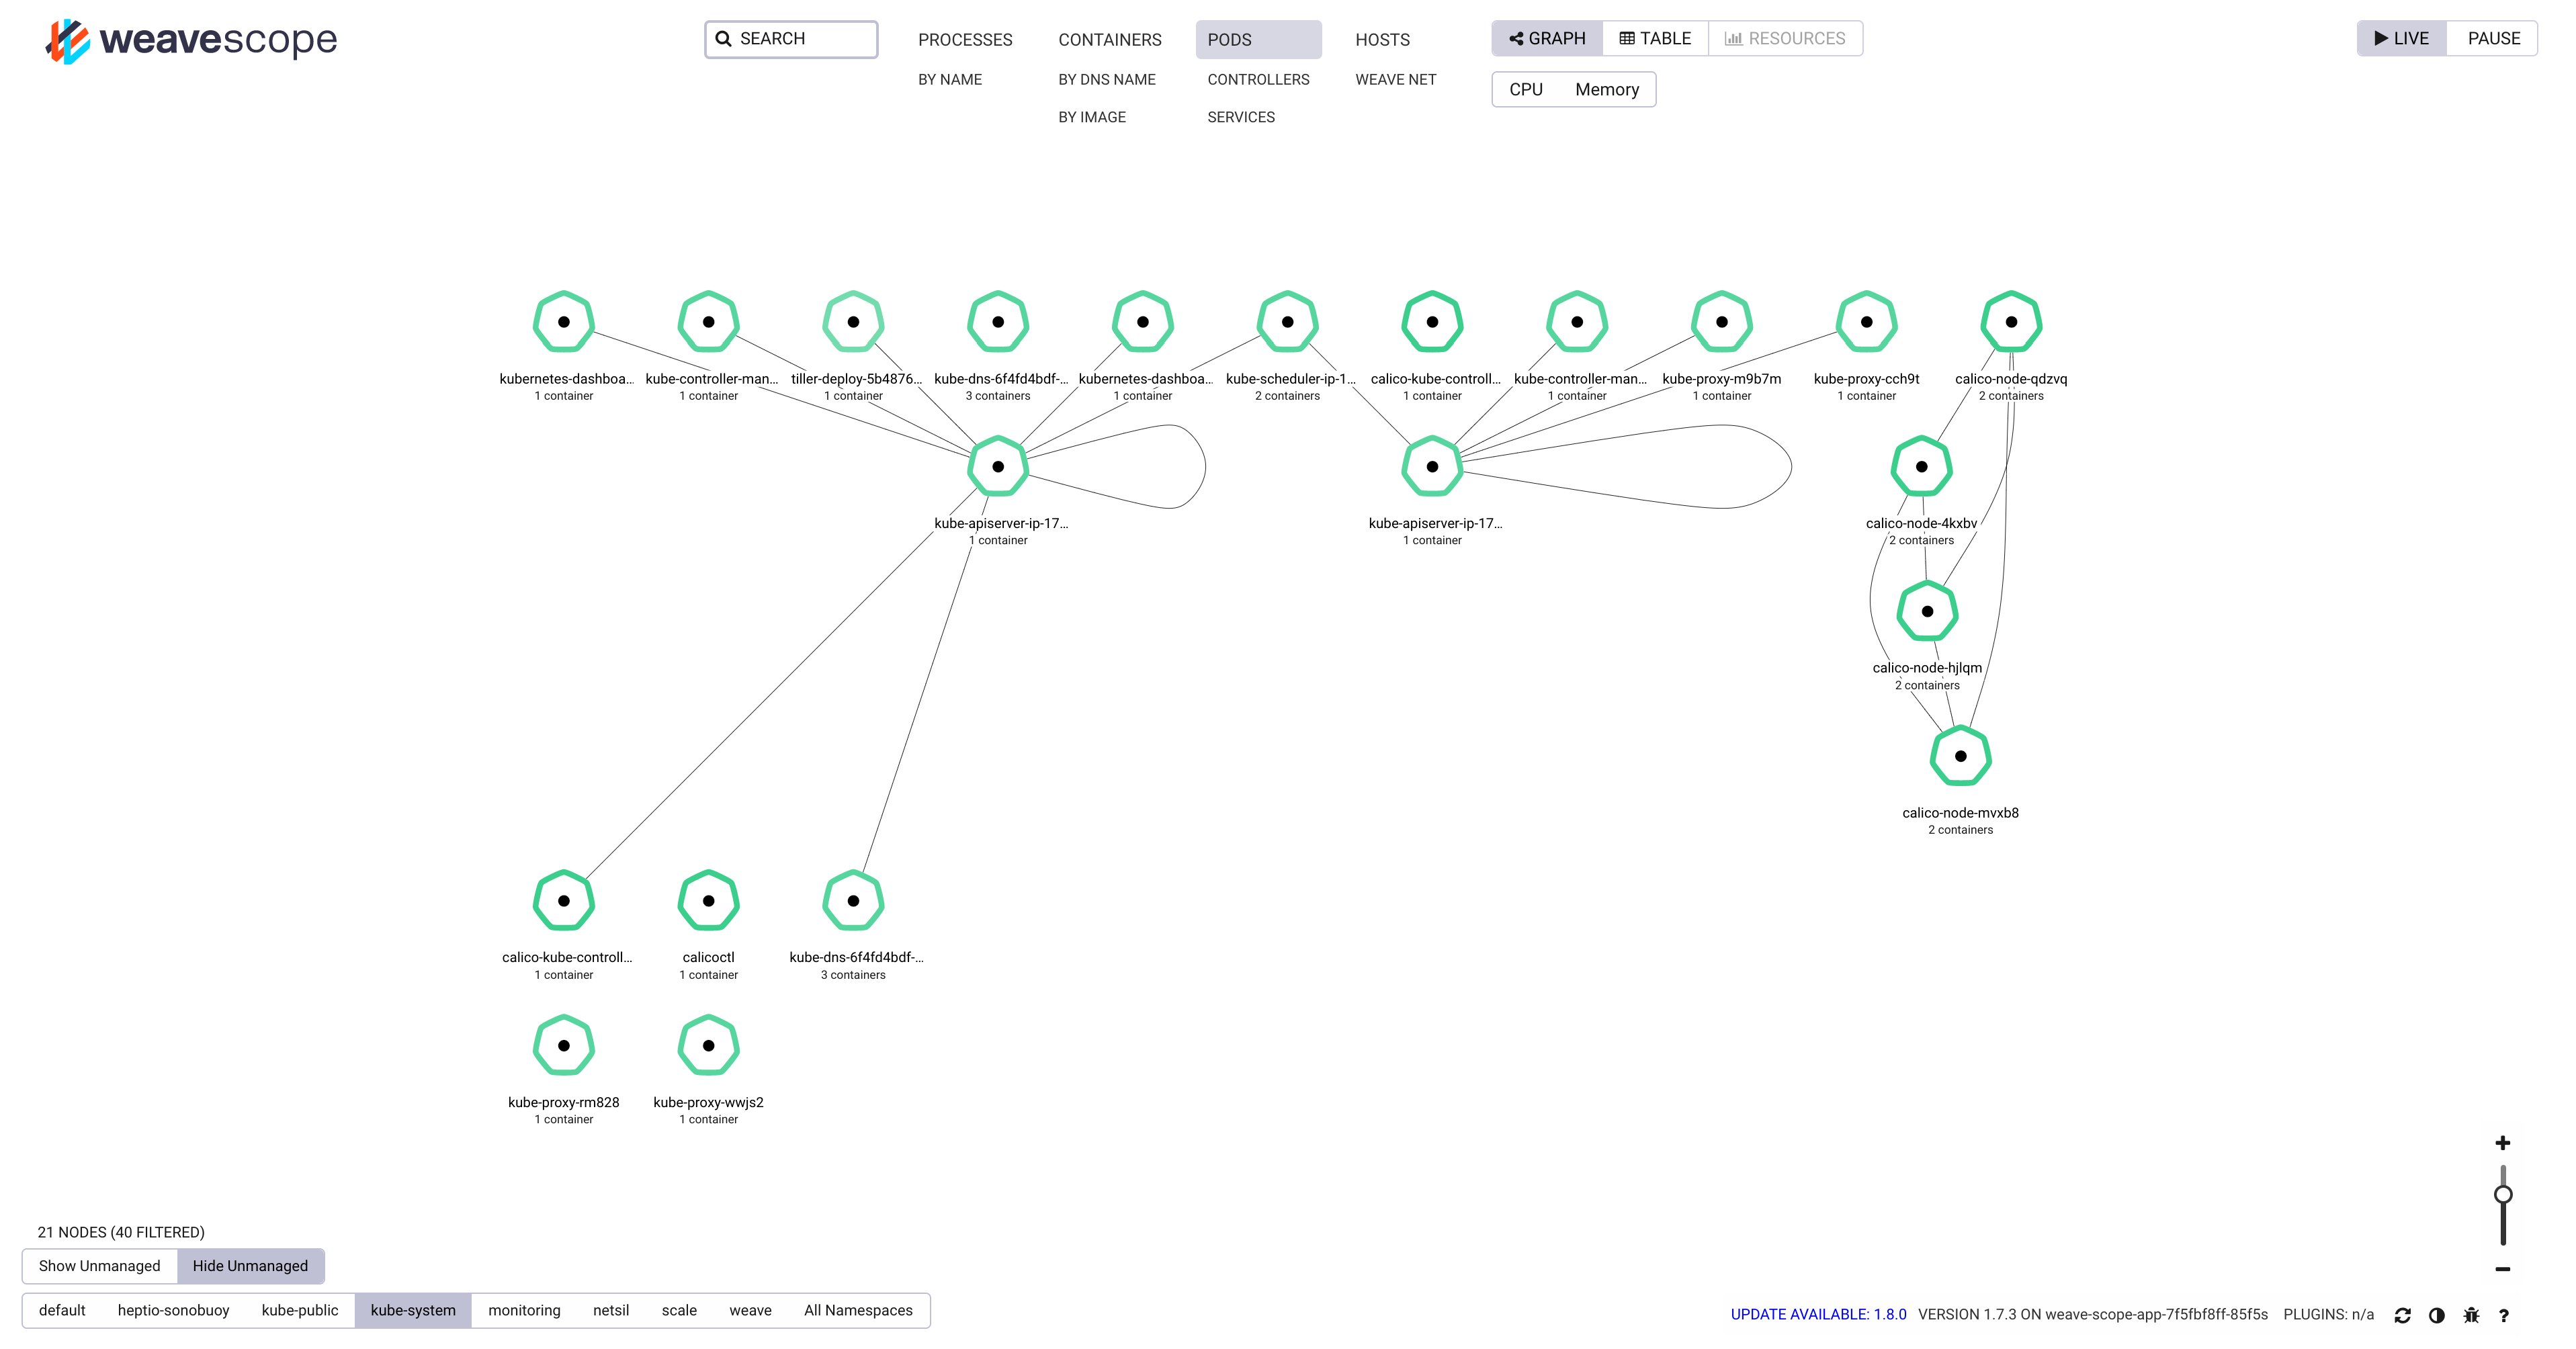 weavescope
SEARCH
PROCESSES
CONTAINERS
PODS
HOSTS
GRAPH
TABLE
RESOURCES
LIVE
PAUSE
BY NAME
BY DNS NAME
CONTROLLERS
WEAVE NET
CPU
Memory
BY IMAGE
SERVICES
kubernetes-dashboa...
1 container
kube-controller-man...
1 container
tiller-deploy-5b4876...
1 container
kube-dns-6f4fd4bdf-...
3 containers
kubernetes-dashboa...
1 container
kube-scheduler-ip-1...
2 containers
calico-kube-controll...
1 container
kube-controller-man...
1 container
kube-proxy-m9b7m
1 container
kube-proxy-cch9t
1 container
calico-node-qdzvq
2 containers
kube-apiserver-ip-17...
1 container
kube-apiserver-ip-17...
1 container
calico-node-4kxbv
2 containers
calico-node-hjlqm
2 containers
calico-node-mvxb8
2 containers
calico-kube-controll...
1 container
calicoctl
1 container
kube-dns-6f4fd4bdf-...
3 containers
kube-proxy-rm828
1 container
kube-proxy-wwjs2
1 container
21 NODES (40 FILTERED)
Show Unmanaged
Hide Unmanaged
default
heptio-sonobuoy
kube-public
kube-system
monitoring
netsil
scale
weave
All Namespaces
UPDATE AVAILABLE: 1.8.0
VERSION 1.7.3 ON weave-scope-app-7f5fbf8ff-85f5s
PLUGINS: n/a
?